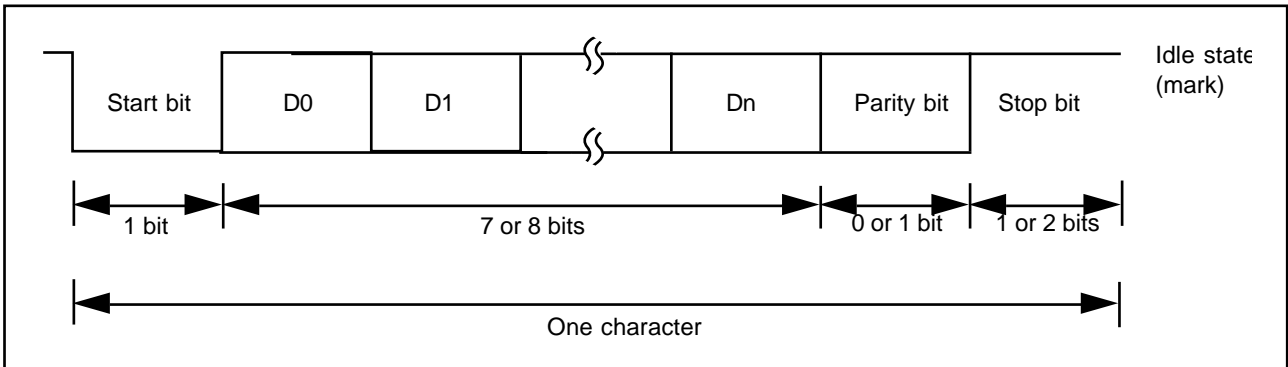 Idle state
(mark)
Start bit D0 D1 Dn Parity bit Stop bit
1 bit 7 or 8 bits 0 or 1 bit 1 or 2 bits
One character